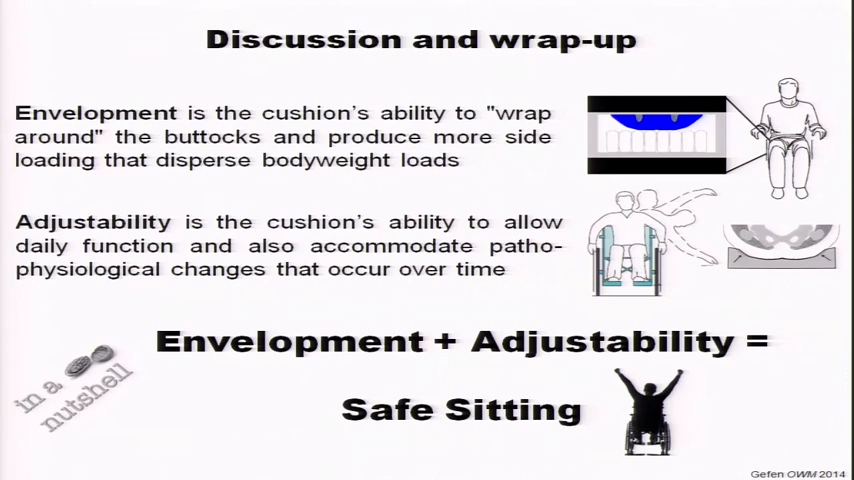 Discussion and wrap-up
Envelopment is the cushion's ability to "wrap
around" the buttocks and produce more side
loading that disperse bodyweight loads
Adjustability is the cushion's ability to allow
daily function and also accommodate patho-
physiological changes that occur over time
Envelopment + Adjustability =
Safe Sitting
in a
nutshell
Gefen OWM 2014